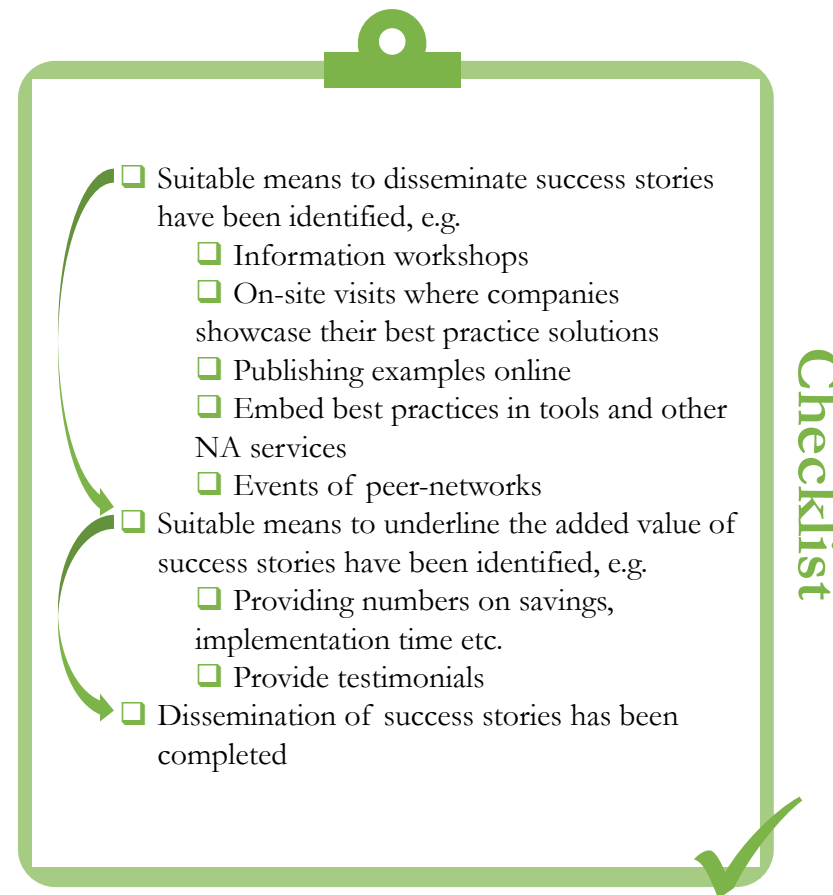 ❑ Suitable means to disseminate success stories
have been identified, e.g.
❑ Information workshops
❑ On-site visits where companies
showcase their best practice solutions
❑ Publishing examples online
❑ Embed best practices in tools and other
NA services
❑ Events of peer-networks
❑ Suitable means to underline the added value of
success stories have been identified, e.g.
❑ Providing numbers on savings,
implementation time etc.
❑ Provide testimonials
❑ Dissemination of success stories has been
completed
Checklist